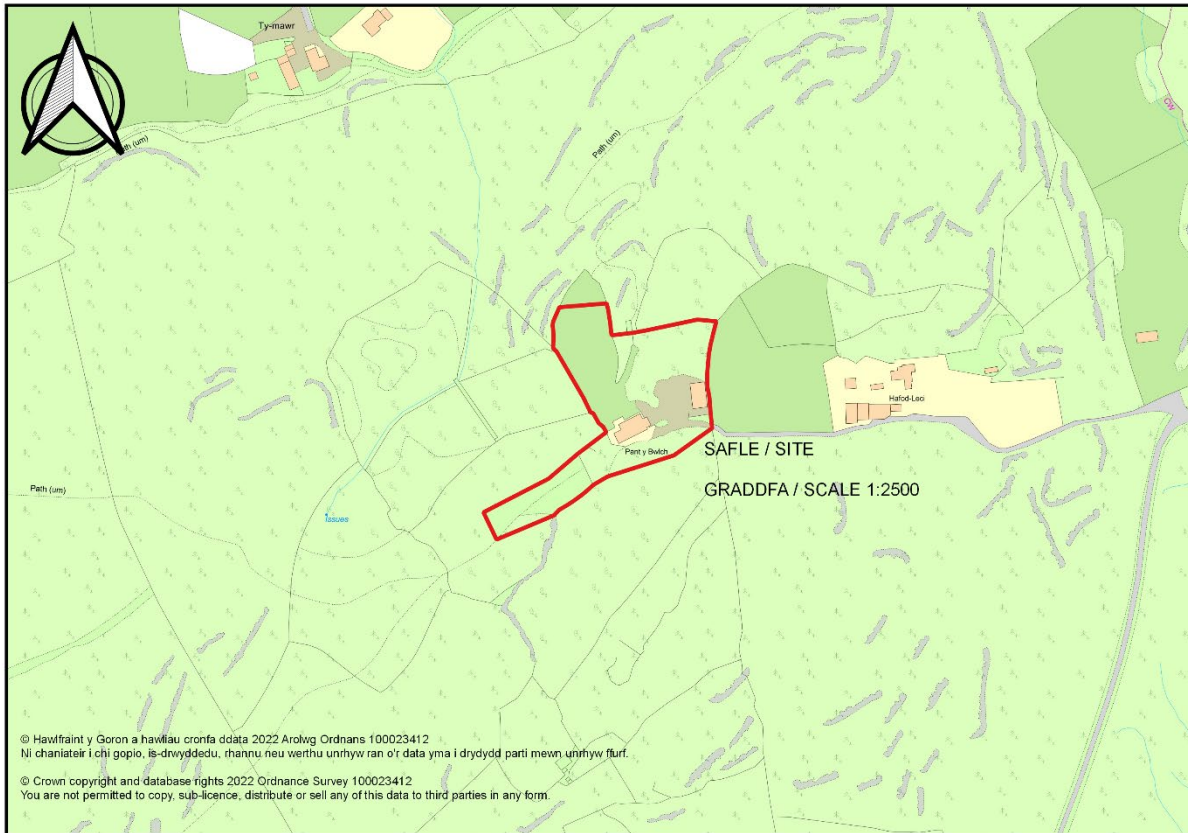 Ty-mawr
Path (um)
Path (um)
CW
Hafod-Leoi
Pant y Bwlch
SAFLE / SITE
GRADDFA / SCALE 1:2500
Path (um)
Issues
© Hawlfraint y Goron a hawliau cronfa ddata 2022 Arolwg Ordnans 100023412
Ni chaniateir i chi gopio, is-drwyddedu, rhannu neu werthu unrhyw ran o'r data yma i drydydd parti mewn unrhyw ffurf.
© Crown copyright and database rights 2022 Ordnance Survey 100023412
You are not permitted to copy, sub-licence, distribute or sell any of this data to third parties in any form.